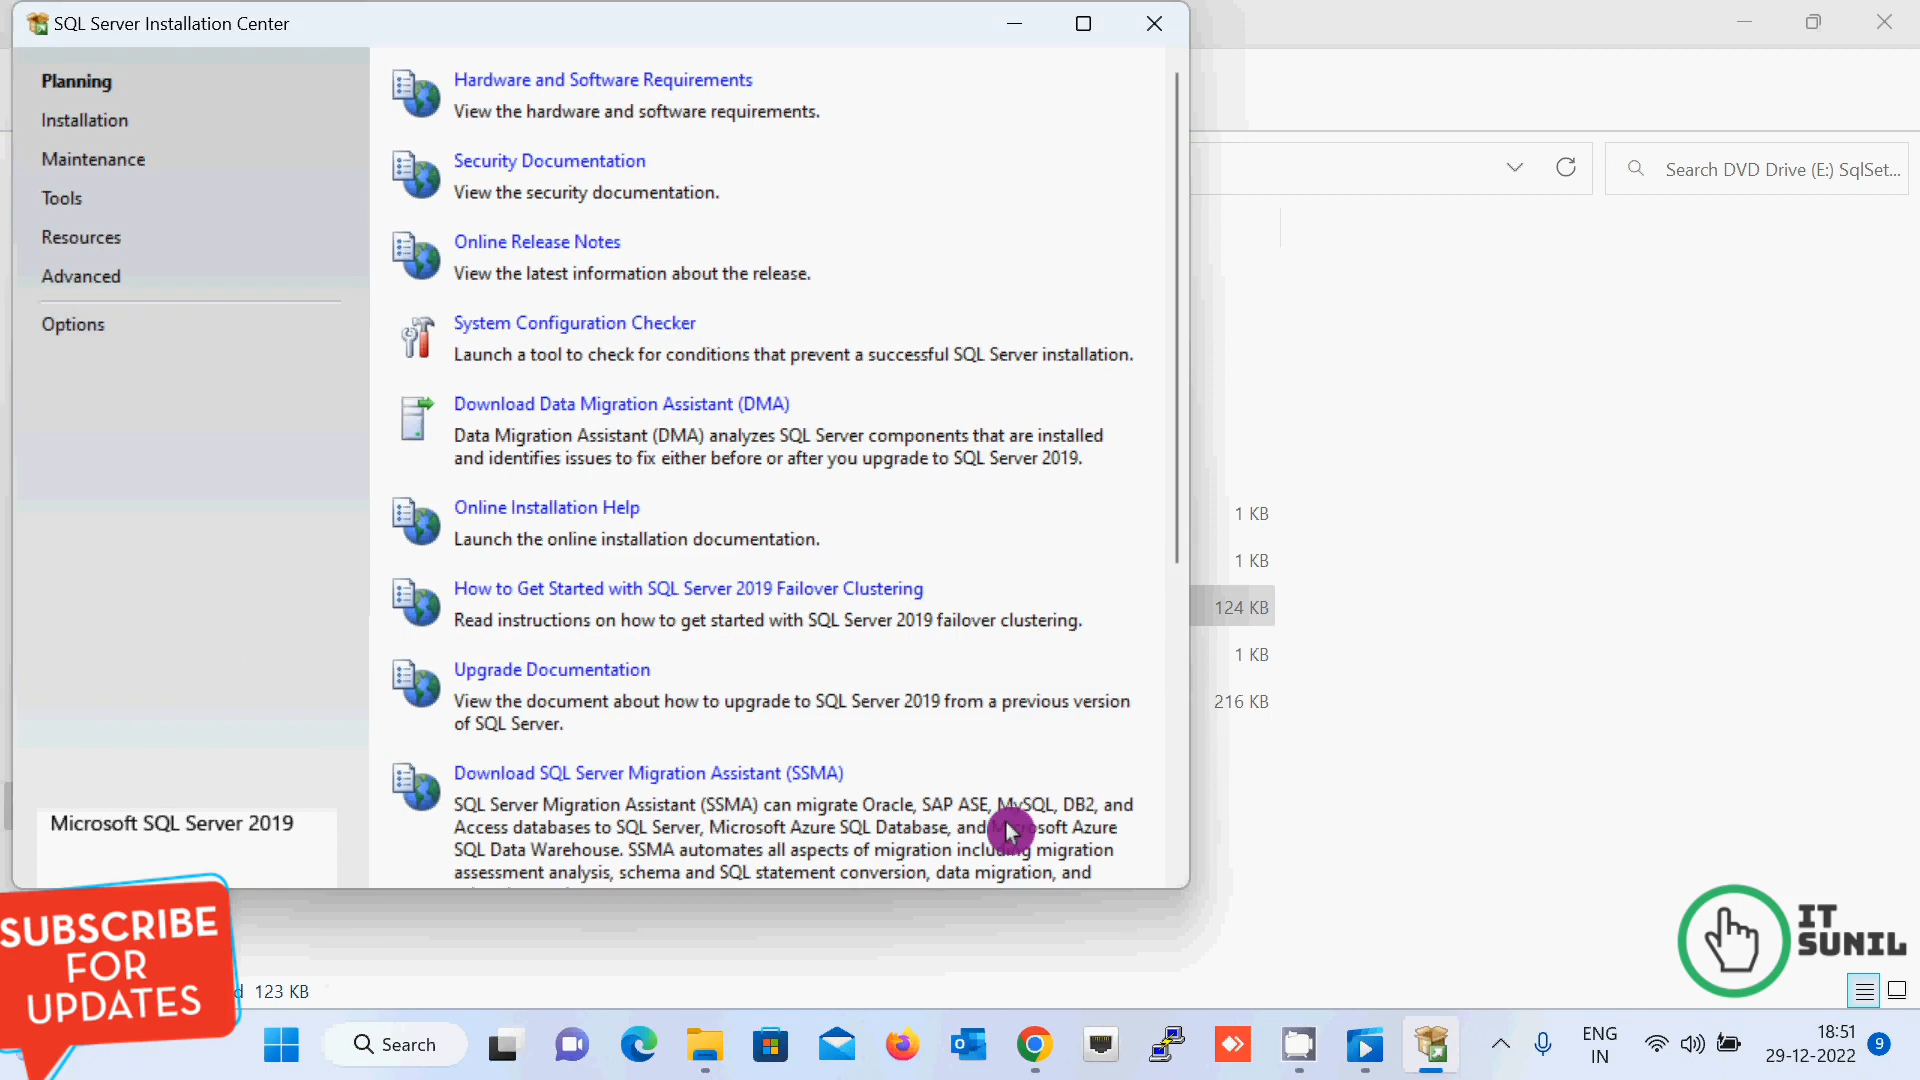 SQL Server Installation Center
Planning
Installation
Maintenance
Tools
Resources
Advanced
Options
Microsoft SQL Server 2019
Hardware and Software Requirements
View the hardware and software requirements.
Security Documentation
View the security documentation.
Online Release Notes
View the latest information about the release.
System Configuration Checker
Launch a tool to check for conditions that prevent a successful SQL Server installation.
Download Data Migration Assistant (DMA)
Data Migration Assistant (DMA) analyzes SQL Server components that are installed
and identifies issues to fix either before or after you upgrade to SQL Server 2019.
Online Installation Help
Launch the online installation documentation.
How to Get Started with SQL Server 2019 Failover Clustering
Read instructions on how to get started with SQL Server 2019 failover clustering.
Upgrade Documentation
View the document about how to upgrade to SQL Server 2019 from a previous version
of SQL Server.
Download SQL Server Migration Assistant (SSMA)
SQL Server Migration Assistant (SSMA) can migrate Oracle, SAP ASE, MySQL, DB2, and
Access databases to SQL Server, Microsoft Azure SQL Database, and Microsoft Azure
SQL Data Warehouse. SSMA automates all aspects of migration including migration
assessment analysis, schema and SQL statement conversion, data migration, and
Search DVD Drive (E:) SqlSet...
1 KB
1 KB
124 KB
1 KB
216 KB
SUBSCRIBE
FOR
UPDATES
123 KB
IT
SUNIL
Search
ENG
IN
18:51
29-12-2022
9